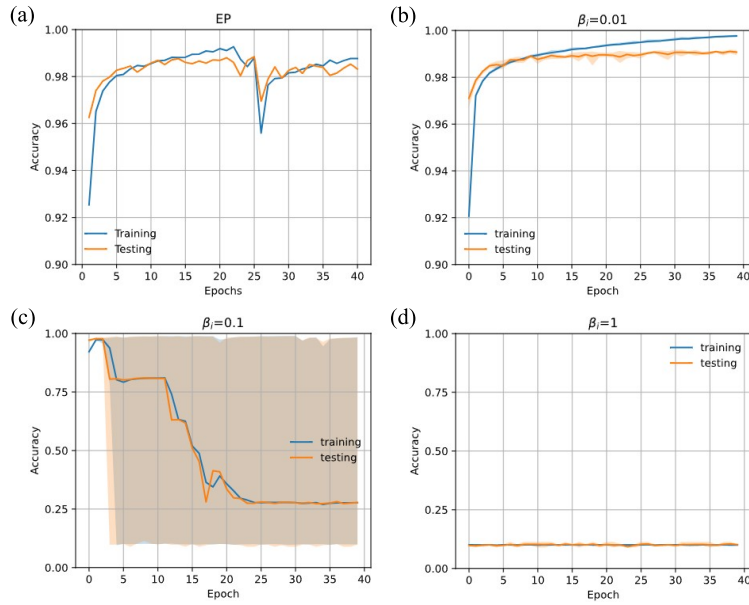 (a)
EP
1.00
0.98
0.96
0.94
0.92
0.90
Accuracy
Training
Testing
0 5 10 15 20 25 30 35 40
Epochs
(b)
βi=0.01
1.00
0.98
0.96
0.94
0.92
0.90
Accuracy
training
testing
0 5 10 15 20 25 30 35 40
Epoch
(c)
βi=0.1
1.00
0.75
0.50
0.25
0.00
Accuracy
training
testing
0 5 10 15 20 25 30 35 40
Epoch
(d)
βi=1
1.00
0.75
0.50
0.25
0.00
Accuracy
training
testing
0 5 10 15 20 25 30 35 40
Epoch